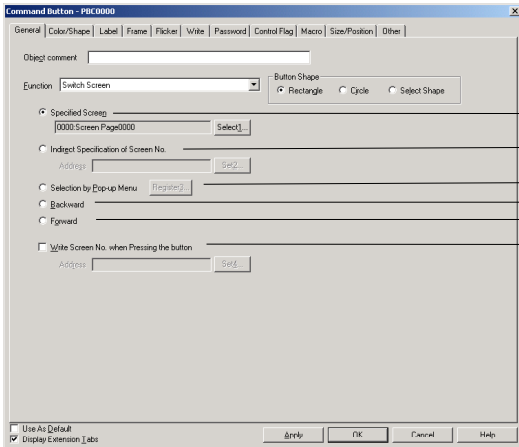 Command Button - PBC0000
General Color/Shape Label Frame Flicker Write Password Control Flag Macro Size/Position Other
Object comment
Function Switch Screen
Button Shape
Rectangle Circle Select Shape
Specified Screen
0000:Screen Page0000 Select1...
Indirect Specification of Screen No.
Address Set2...
Selection by Pop-up Menu Register3...
Backward
Forward
Write Screen No. when Pressing the button
Address Set4...
Use As Default
Display Extension Tabs
Apply OK Cancel Help